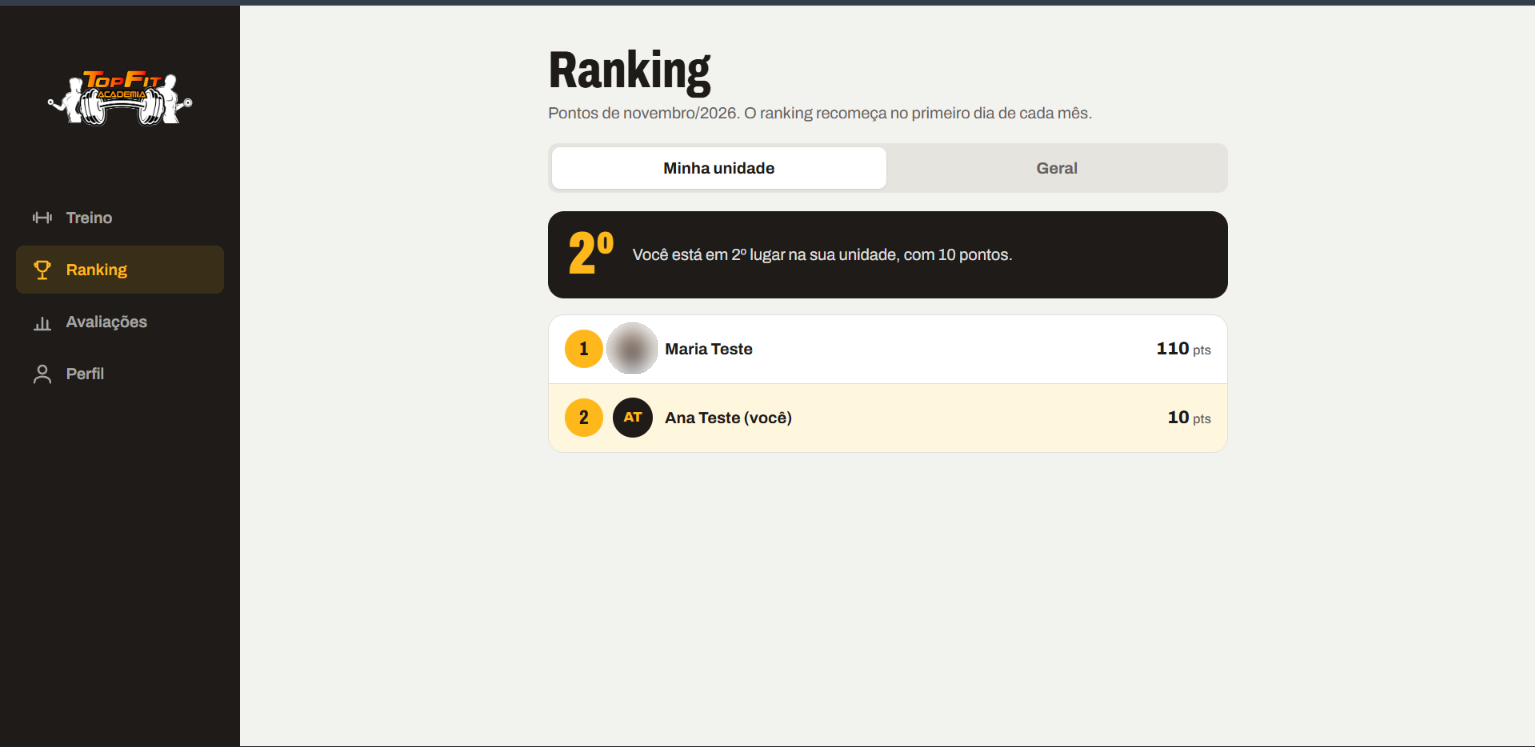 TOPFIT
ACADEMIA
Treino
Ranking
Avaliações
Perfil
Ranking
Pontos de novembro/2026. O ranking recomeça no primeiro dia de cada mês.
Minha unidade
Geral
2º
Você está em 2º lugar na sua unidade, com 10 pontos.
1 Maria Teste 110 pts
2 AT Ana Teste (você) 10 pts